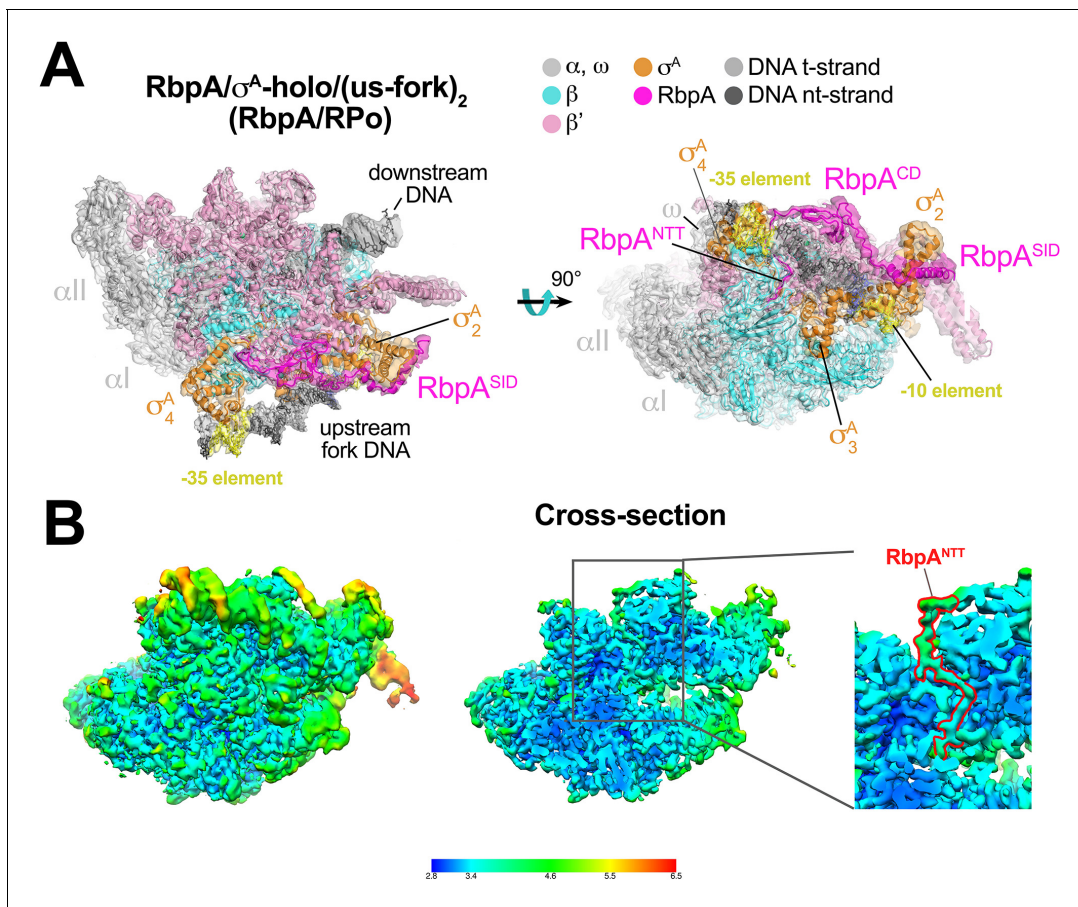 A
RbpA/σᴬ-holo/(us-fork)₂
(RbpA/RPo)
α, ω
β
β'
σᴬ
RbpA
DNA t-strand
DNA nt-strand
downstream
DNA
αII
αI
σᴬ₂
RbpAˢᴵᴰ
σᴬ₄
upstream
fork DNA
-35 element
90°
σᴬ₄
-35 element
RbpAᶜᴰ
σᴬ₂
ω
RbpAᴺᵀᵀ
RbpAˢᴵᴰ
αII
αI
-10 element
σᴬ₃
B
Cross-section
RbpAᴺᵀᵀ
2.8 3.4 4.6 5.5 6.5